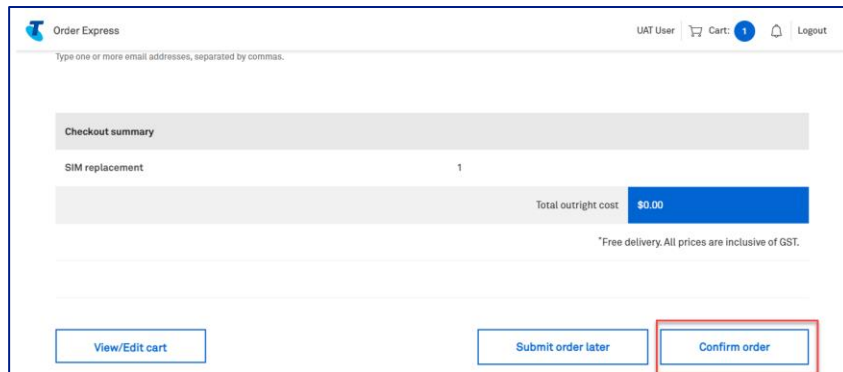 Order Express UAT User Cart: 1 Logout
Type one or more email addresses, separated by commas.
Checkout summary
SIM replacement 1
Total outright cost $0.00
*Free delivery. All prices are inclusive of GST.
View/Edit cart Submit order later Confirm order